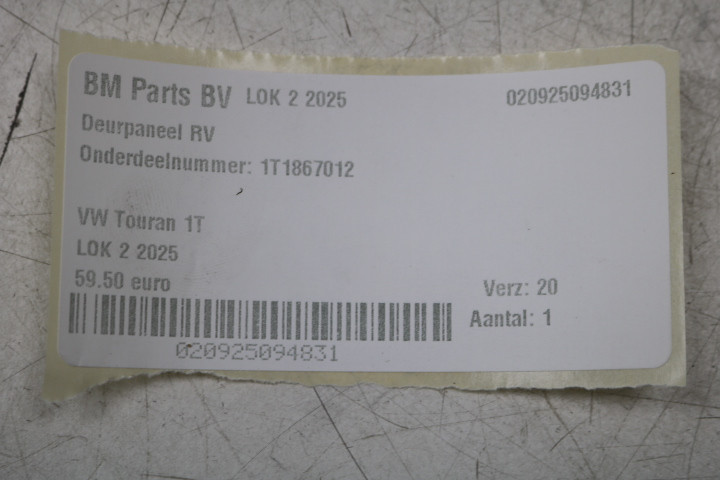 BM Parts BV LOK 2 2025 020925094831
Deurpaneel RV
Onderdeelnummer: 1T1867012
VW Touran 1T
LOK 2 2025
59.50 euro Verz: 20
Aantal: 1
020925094831